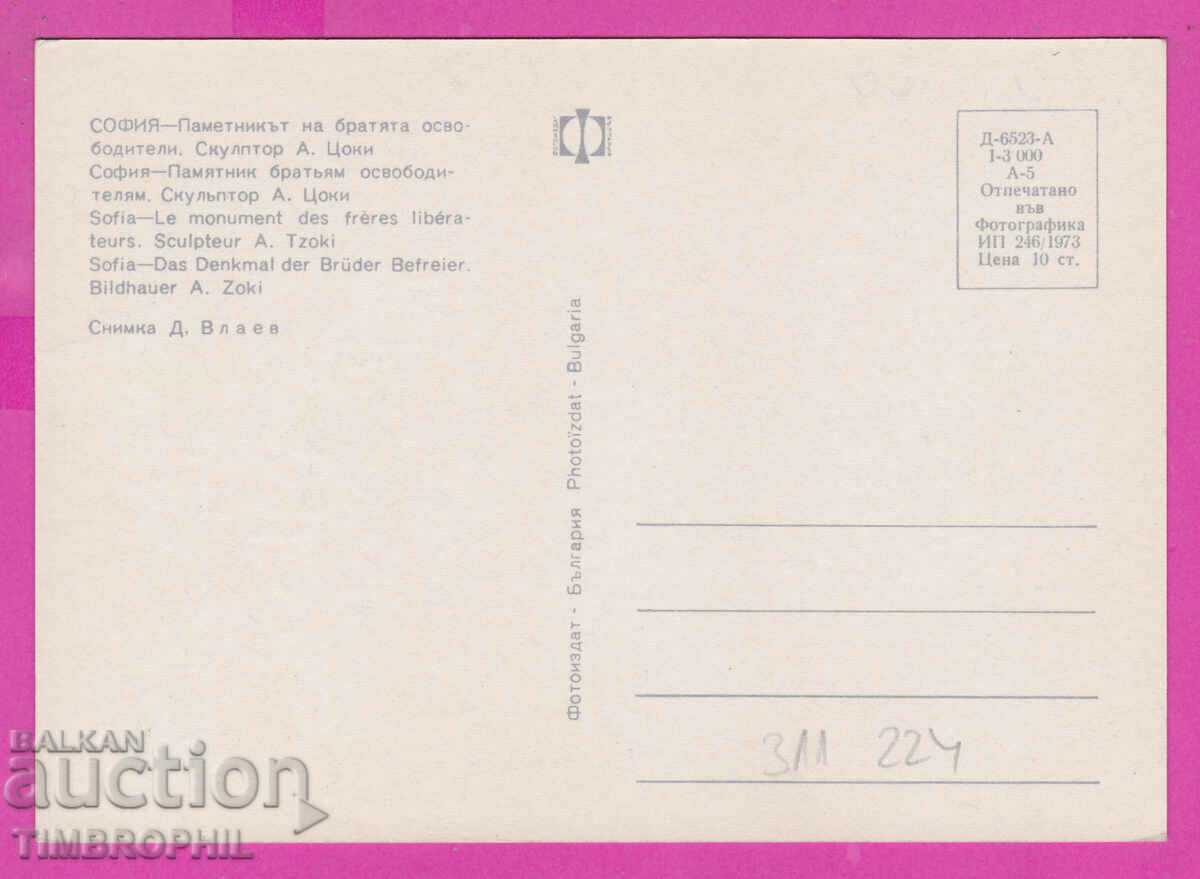 СОФИЯ—Паметникът на братята осво-
бодители. Скулптор А. Цоки
София—Памятник братьям освободи-
телям. Скульптор А. Цоки
Sofia—Le monument des frères libéra-
teurs. Sculpteur A. Tzoki
Sofia—Das Denkmal der Brüder Befreier.
Bildhauer A. Zoki
Снимка Д. Влаев
Фотоиздат - България Photoïzdat - Bulgaria
Д-6523-А
I-3 000
А-5
Отпечатано
във
Фотографика
ИП 246/1973
Цена 10 ст.
311 224
BALKAN
auction
TIMBROPHIL